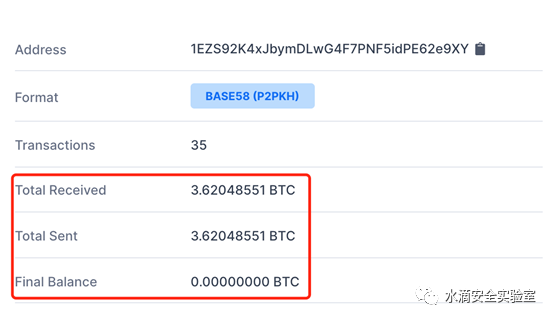 Address 1EZS92K4xJbymDLwG4F7PNF5idPE62e9XY
Format BASE58 (P2PKH)
Transactions 35
Total Received 3.62048551 BTC
Total Sent 3.62048551 BTC
Final Balance 0.00000000 BTC
水滴安全实验室